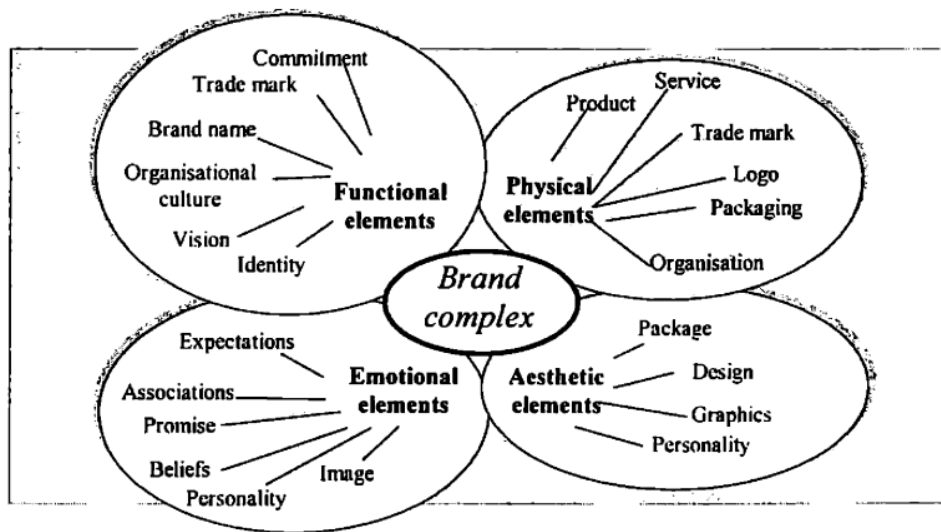 Commitment
Trade mark
Brand name
Organisational
culture
Vision
Identity
Functional
elements
Service
Product
Trade mark
Logo
Packaging
Organisation
Physical
elements
Brand
complex
Expectations
Associations
Promise
Beliefs
Personality
Image
Emotional
elements
Package
Design
Graphics
Personality
Aesthetic
elements